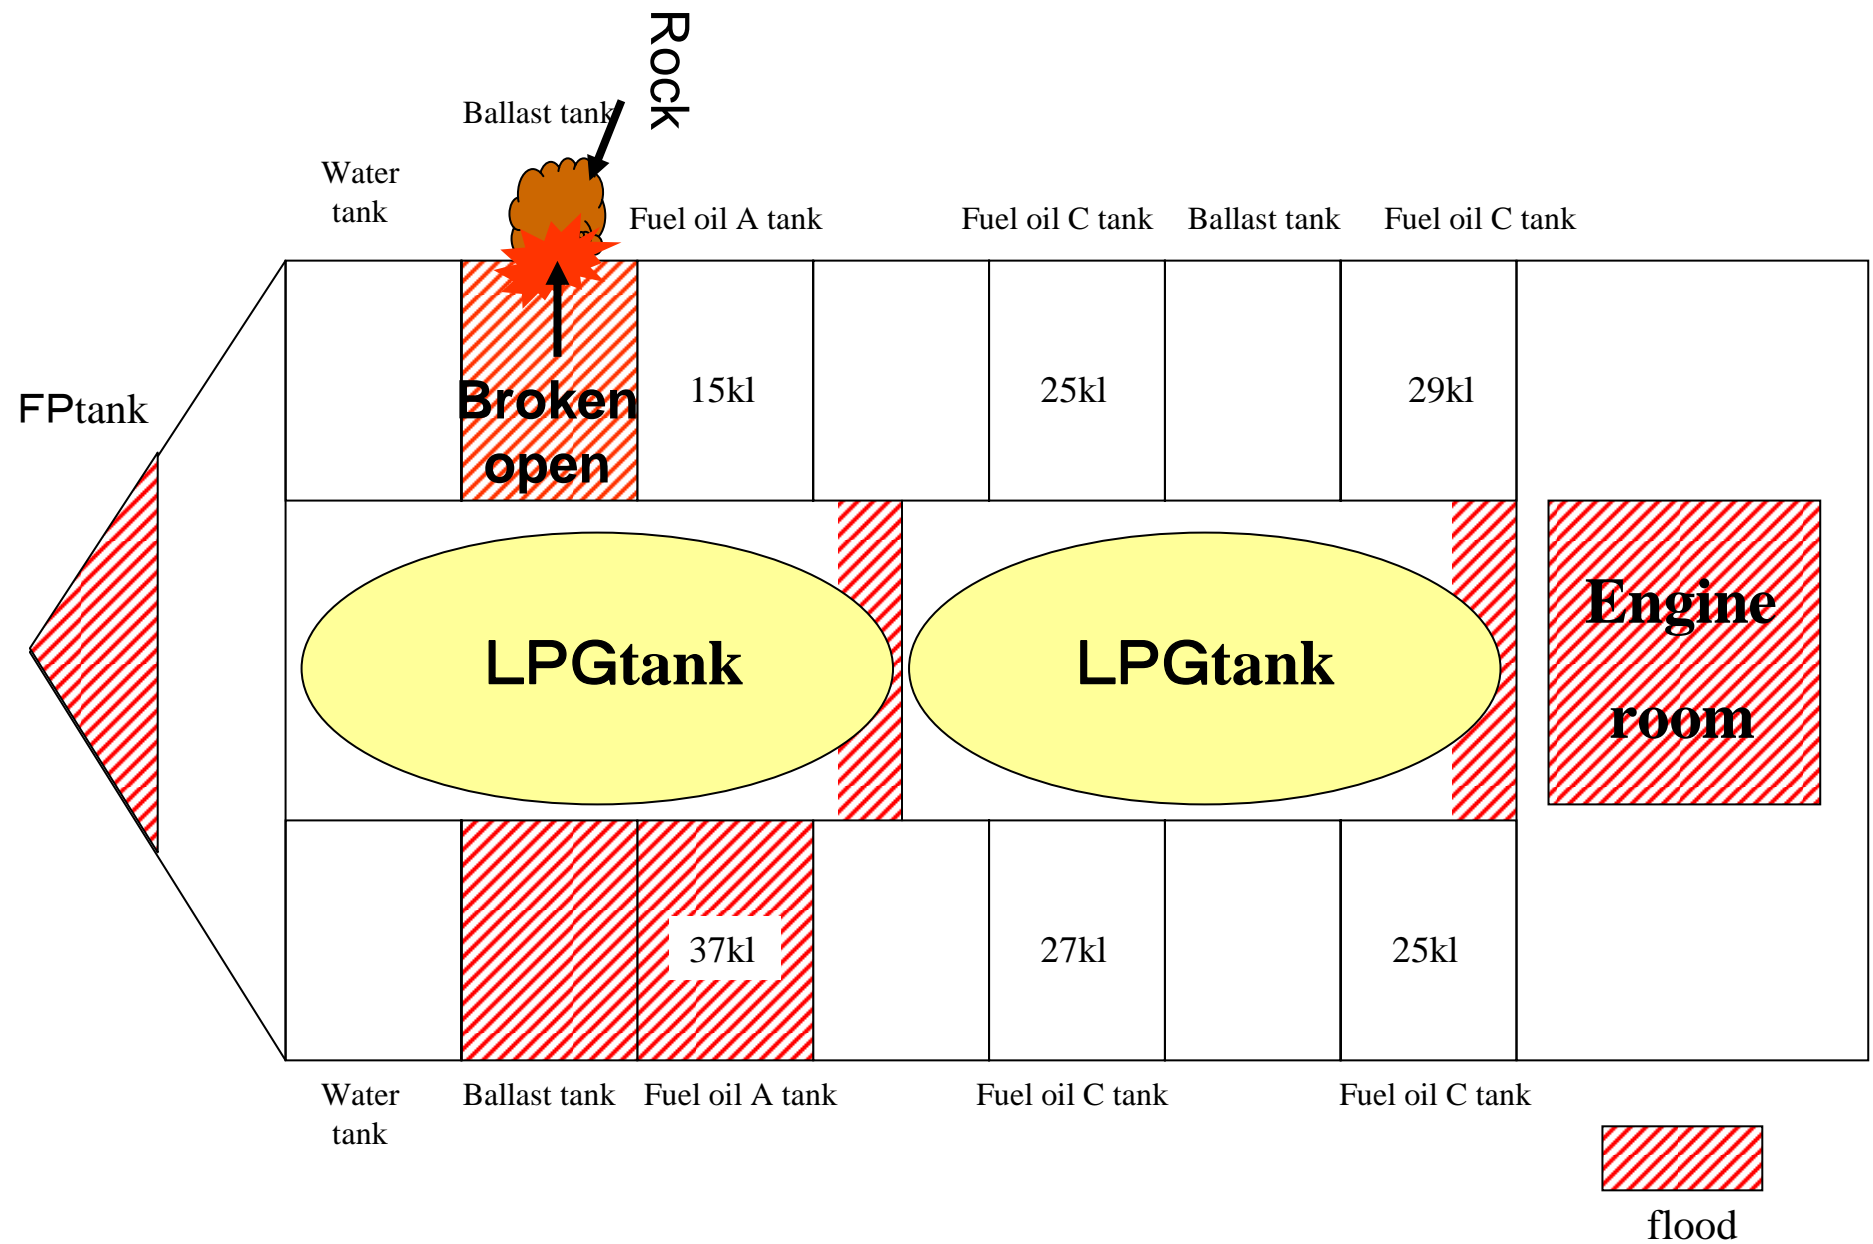 Rock
Ballast tank
Water
tank
Fuel oil A tank
Fuel oil C tank
Ballast tank
Fuel oil C tank
FPtank
Broken
open
15kl
25kl
29kl
LPGtank
LPGtank
Engine
room
37kl
27kl
25kl
Water
tank
Ballast tank
Fuel oil A tank
Fuel oil C tank
Fuel oil C tank
flood